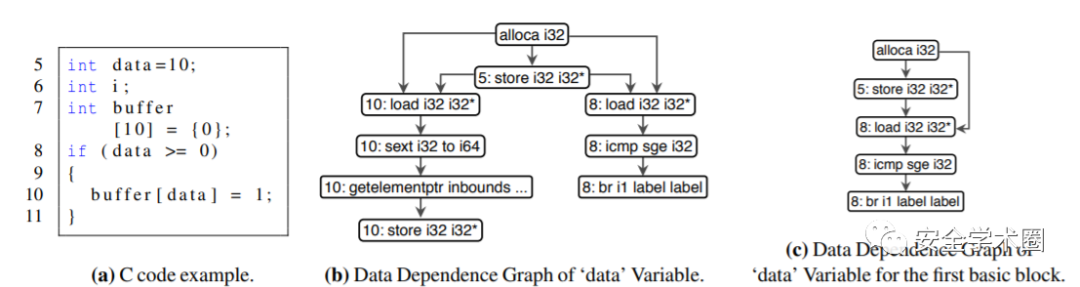 5 int data=10;
6 int i;
7 int buffer
[10] = {0};
8 if (data >= 0)
9 {
10 buffer[data] = 1;
11 }
(a) C code example.
alloca i32
5: store i32 i32*
10: load i32 i32*
8: load i32 i32*
10: sext i32 to i64
8: icmp sge i32
10: getelementptr inbounds ...
8: br i1 label label
10: store i32 i32*
(b) Data Dependence Graph of 'data' Variable.
alloca i32
5: store i32 i32*
8: load i32 i32*
8: icmp sge i32
8: br i1 label label
安全学术圈
(c) Data Dependence Graph of
'data' Variable for the first basic block.